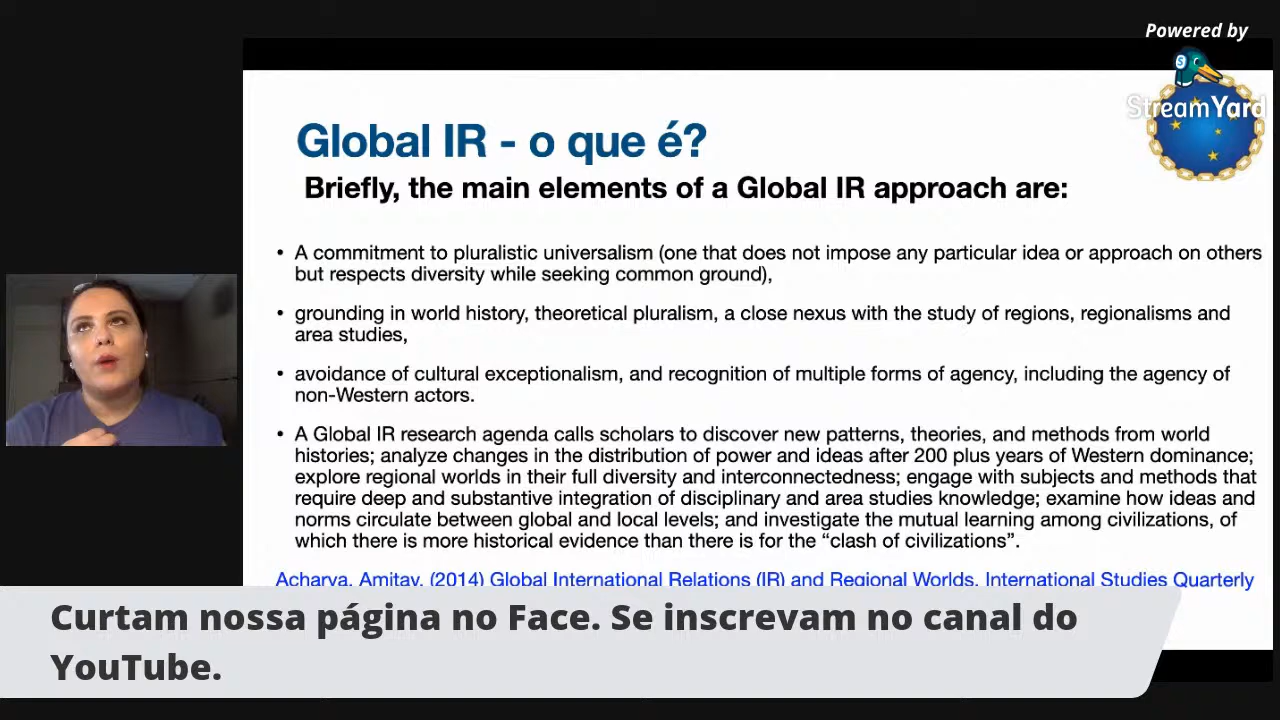 Powered by
StreamYard
Global IR - o que é?
Briefly, the main elements of a Global IR approach are:
• A commitment to pluralistic universalism (one that does not impose any particular idea or approach on others
but respects diversity while seeking common ground),
• grounding in world history, theoretical pluralism, a close nexus with the study of regions, regionalisms and
area studies,
• avoidance of cultural exceptionalism, and recognition of multiple forms of agency, including the agency of
non-Western actors.
• A Global IR research agenda calls scholars to discover new patterns, theories, and methods from world
histories; analyze changes in the distribution of power and ideas after 200 plus years of Western dominance;
explore regional worlds in their full diversity and interconnectedness; engage with subjects and methods that
require deep and substantive integration of disciplinary and area studies knowledge; examine how ideas and
norms circulate between global and local levels; and investigate the mutual learning among civilizations, of
which there is more historical evidence than there is for the “clash of civilizations”.
Acharya, Amitav, (2014) Global International Relations (IR) and Regional Worlds. International Studies Quarterly
Curtam nossa página no Face. Se inscrevam no canal do
YouTube.